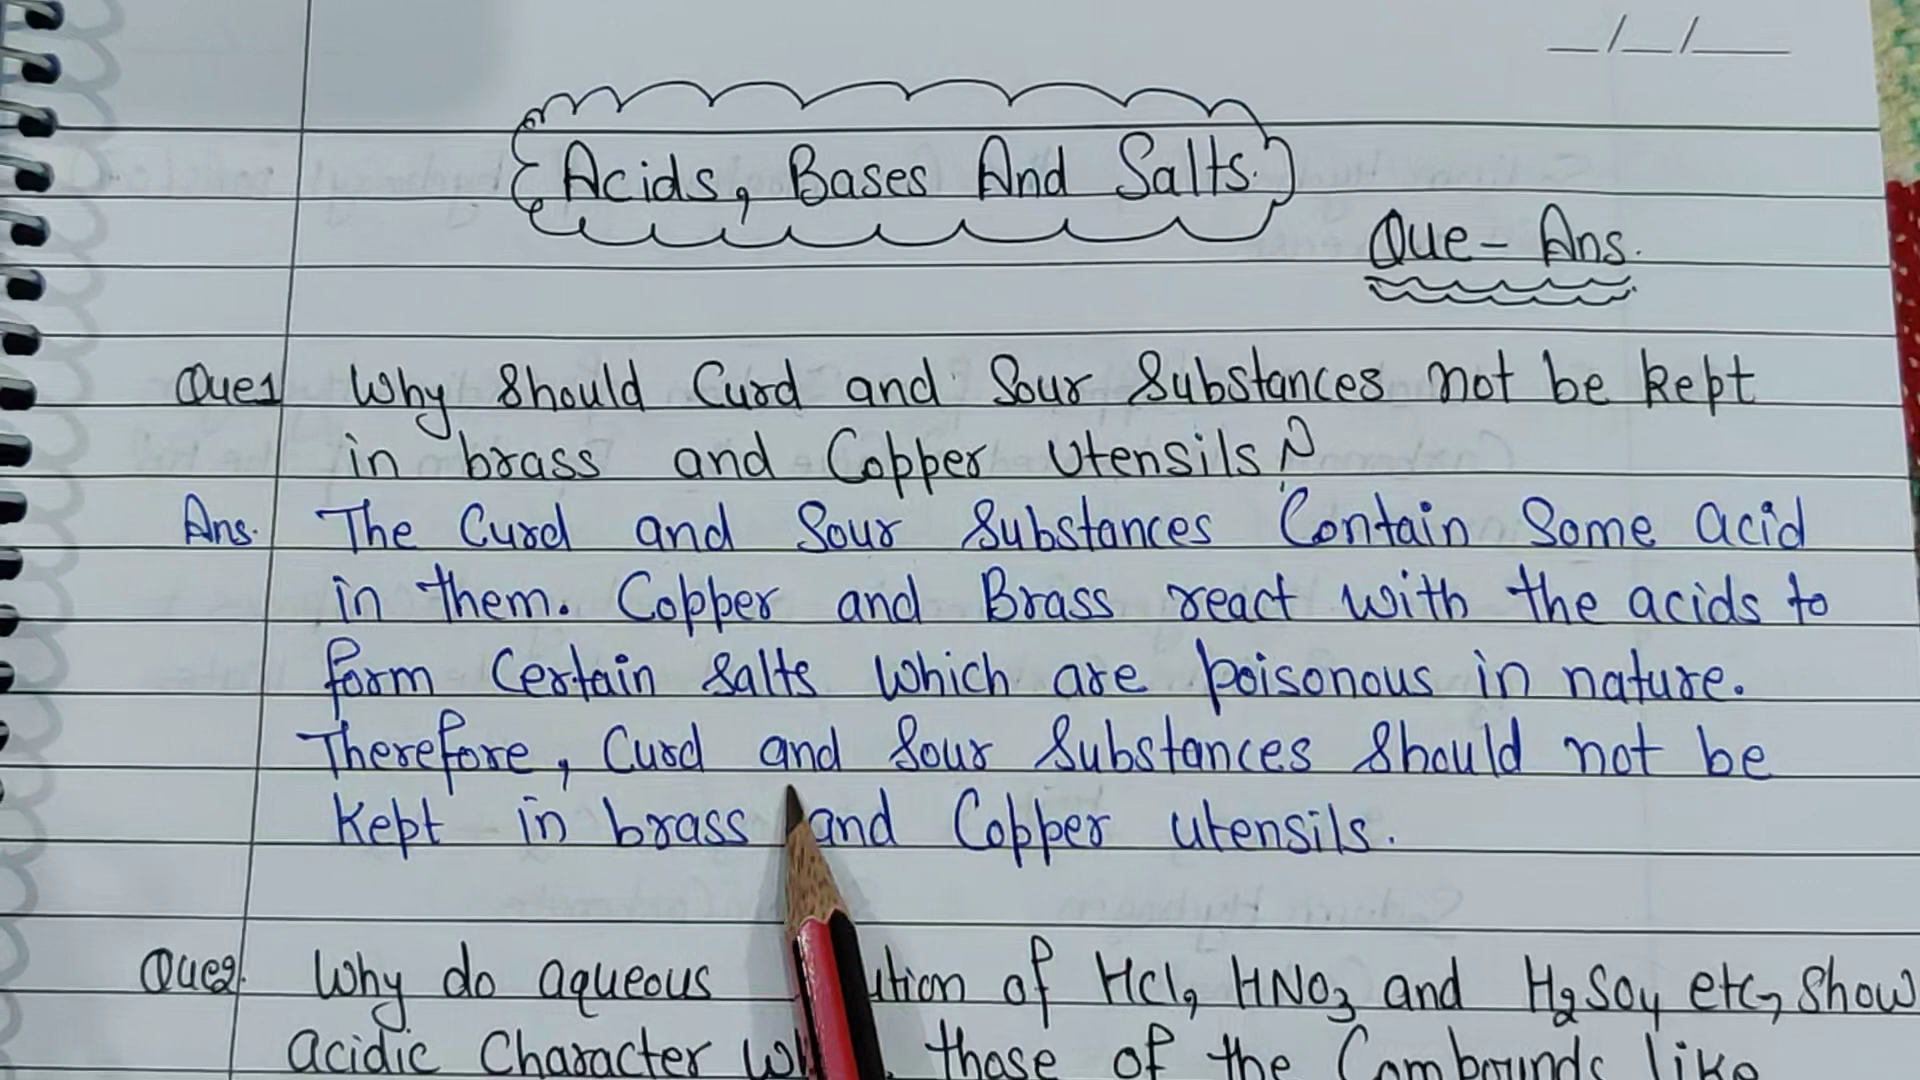 Acids, Bases And Salts.
Que - Ans.
Que1 Why Should Curd and Sour Substances not be kept
in brass and Copper Utensils?
Ans. The Curd and Sour Substances Contain Some acid
in them. Copper and Brass react with the acids to
form Certain Salts which are poisonous in nature.
Therefore, Curd and Sour Substances Should not be
Kept in brass and Copper utensils.
Que2. Why do aqueous of HCl, HNO3 and H2SO4 etc, Show
acidic Character those of the Compounds like